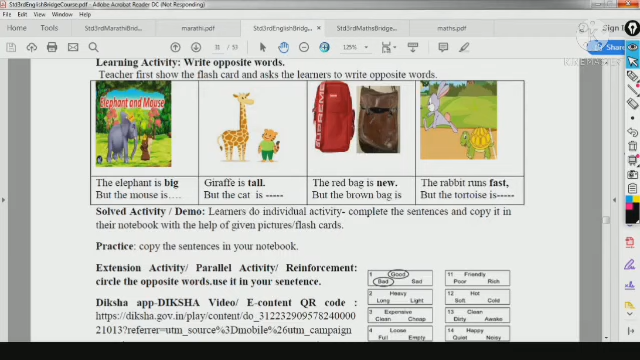 Std3rdEnglishBridgeCourse.pdf - Adobe Acrobat Reader DC (Not Responding)
File Edit View Sign Window Help
Home Tools Std3rdMarathiBrid... marathi.pdf Std3rdEnglishBridg... × Std3rdMathsBridge... maths.pdf Sign In
31 / 53 125% Share
KINEMASTER
Learning Activity: Write opposite words.
Teacher first show the flash card and asks the learners to write opposite words.
Elephant and Mouse
SUPREME
The elephant is big
But the mouse is....
Giraffe is tall.
But the cat is -----
The red bag is new.
But the brown bag is
The rabbit runs fast,
But the tortoise is-----
Solved Activity / Demo: Learners do individual activity- complete the sentences and copy it in
their notebook with the help of given pictures/flash cards.
Practice: copy the sentences in your notebook.
Extension Activity/ Parallel Activity/ Reinforcement:
circle the opposite words.use it in your senetence.
Diksha app-DIKSHA Video/ E-content QR code :
https://diksha.gov.in/play/content/do_31223290957824000
21013?referrer=utm_source%3Dmobile%26utm_campaign
1 Good
Bad Sad
2 Heavy
Long Light
3 Expensive
Clean Cheap
4 Loose
Full Empty
11 Friendly
Poor Rich
12 Hot
Soft Cold
13 Clean
Dirty Awake
14 Happy
Quiet Noisy